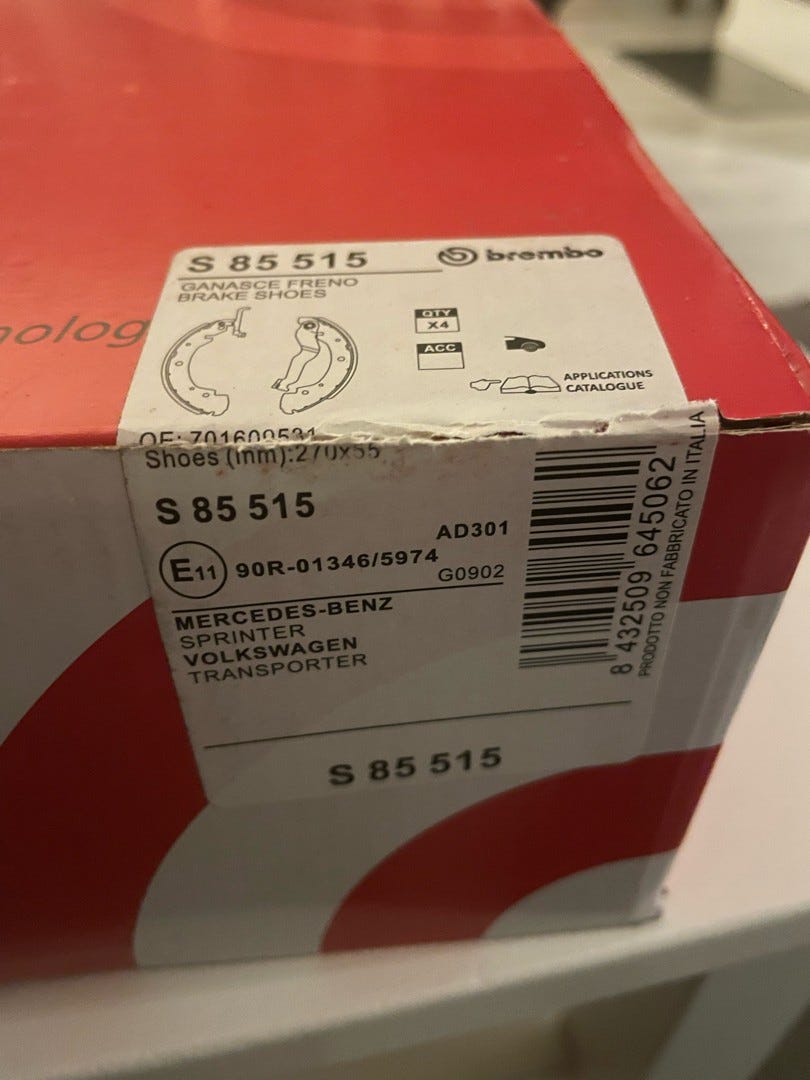 nolog
S 85 515
brembo
GANASCE FRENO
BRAKE SHOES
QTY
X4
ACC
APPLICATIONS
CATALOGUE
OE: 701609531
Shoes (mm):270x55
S 85 515
AD301
E11 90R-01346/5974
G0902
MERCEDES-BENZ
SPRINTER
VOLKSWAGEN
TRANSPORTER
8 432509 645062
PRODOTTO NON FABBRICATO IN ITALIA
S 85 515